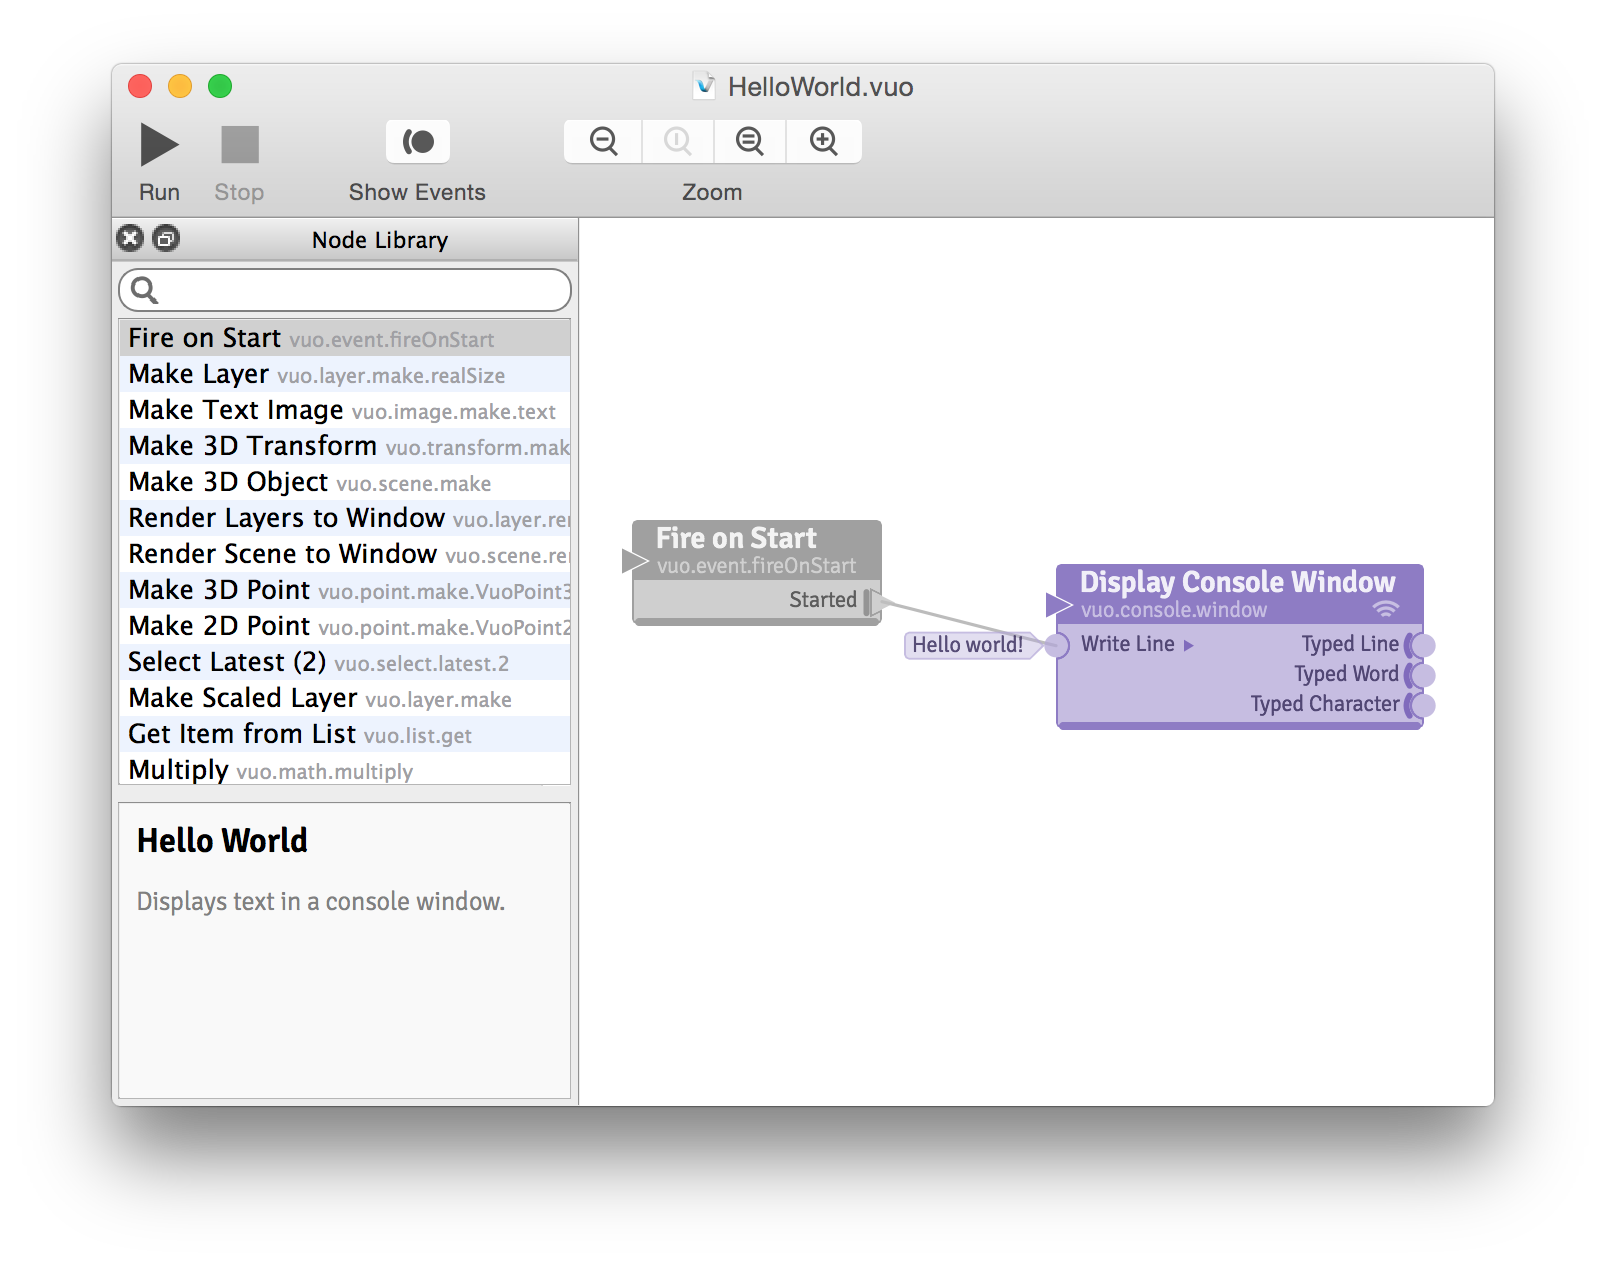 HelloWorld.vuo
Run
Stop
Show Events
Zoom
Node Library
Fire on Start vuo.event.fireOnStart
Make Layer vuo.layer.make.realSize
Make Text Image vuo.image.make.text
Make 3D Transform vuo.transform.mak
Make 3D Object vuo.scene.make
Render Layers to Window vuo.layer.re
Render Scene to Window vuo.scene.re
Make 3D Point vuo.point.make.VuoPoint3
Make 2D Point vuo.point.make.VuoPoint2
Select Latest (2) vuo.select.latest.2
Make Scaled Layer vuo.layer.make
Get Item from List vuo.list.get
Multiply vuo.math.multiply
Hello World
Displays text in a console window.
Fire on Start
vuo.event.fireOnStart
Started
Hello world!
Display Console Window
vuo.console.window
Write Line
Typed Line
Typed Word
Typed Character